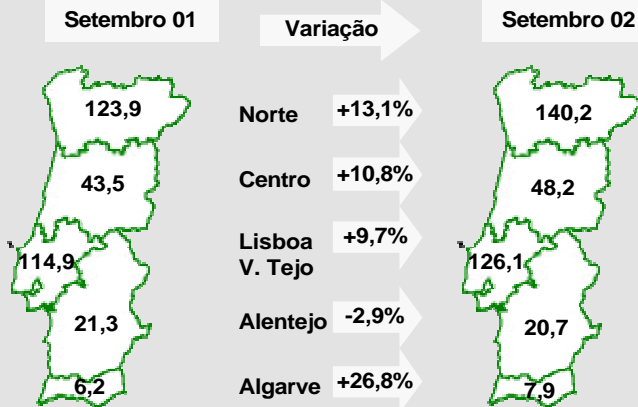 Setembro 01
Variação
Setembro 02
123,9
Norte
+13,1%
140,2
43,5
Centro
+10,8%
48,2
114,9
Lisboa
V. Tejo
+9,7%
126,1
21,3
Alentejo
-2,9%
20,7
6,2
Algarve
+26,8%
7,9